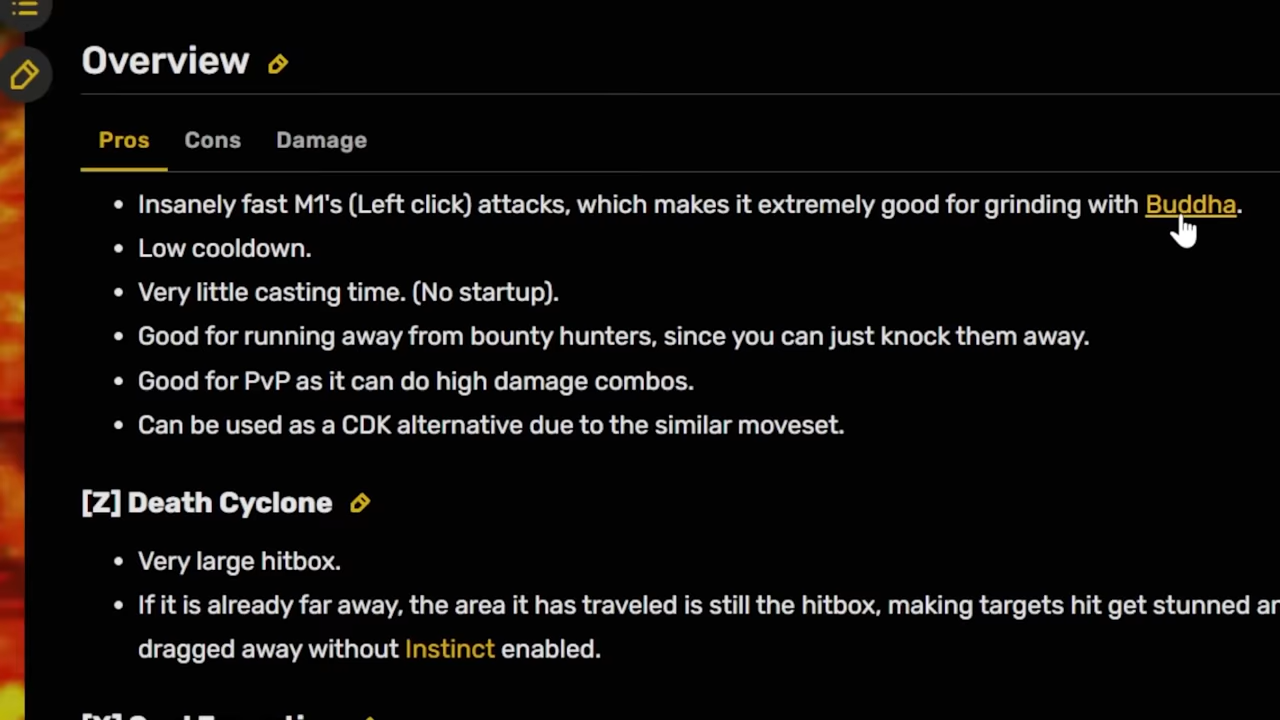 Overview
Pros Cons Damage
Insanely fast M1's (Left click) attacks, which makes it extremely good for grinding with Buddha.
Low cooldown.
Very little casting time. (No startup).
Good for running away from bounty hunters, since you can just knock them away.
Good for PvP as it can do high damage combos.
Can be used as a CDK alternative due to the similar moveset.
[Z] Death Cyclone
Very large hitbox.
If it is already far away, the area it has traveled is still the hitbox, making targets hit get stunned
dragged away without Instinct enabled.